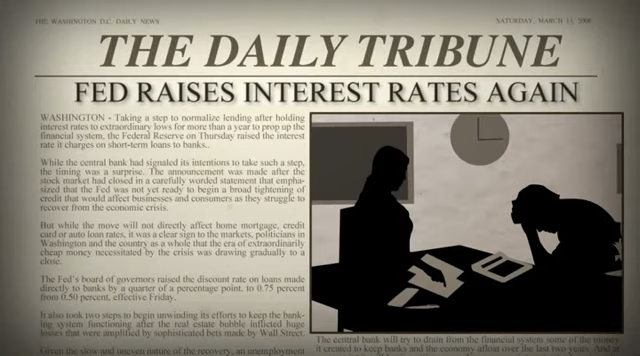 THE WASHINGTON D.C. DAILY NEWS
SATURDAY, MARCH 13, 2008
THE DAILY TRIBUNE
FED RAISES INTEREST RATES AGAIN
WASHINGTON - Taking a step to normalize lending after holding
interest rates to extraordinary lows for more than a year to prop up the
financial system, the Federal Reserve on Thursday raised the interest
rate it charges on short-term loans to banks..
While the central bank had signaled its intentions to take such a step,
the timing was a surprise. The announcement was made after the
stock market had closed in a carefully worded statement that empha-
sized that the Fed was not yet ready to begin a broad tightening of
credit that would affect businesses and consumers as they struggle to
recover from the economic crisis.
But while the move will not directly affect home mortgage, credit
card or auto loan rates, it was a clear sign to the markets, politicians in
Washington and the country as a whole that the era of extraordinarily
cheap money necessitated by the crisis was drawing gradually to a
close.
The Fed's board of governors raised the discount rate on loans made
directly to banks by a quarter of a percentage point, to 0.75 percent
from 0.50 percent, effective Friday.
It also took two steps to begin unwinding its efforts to keep the bank-
ing system functioning after the real estate bubble inflicted huge
losses that were amplified by sophisticated bets made by Wall Street.
Given the slow and uneven nature of the recovery, an unemployment
The central bank will try to drain from the financial system some of the money
it created to keep banks and the economy afloat over the last two years. And it